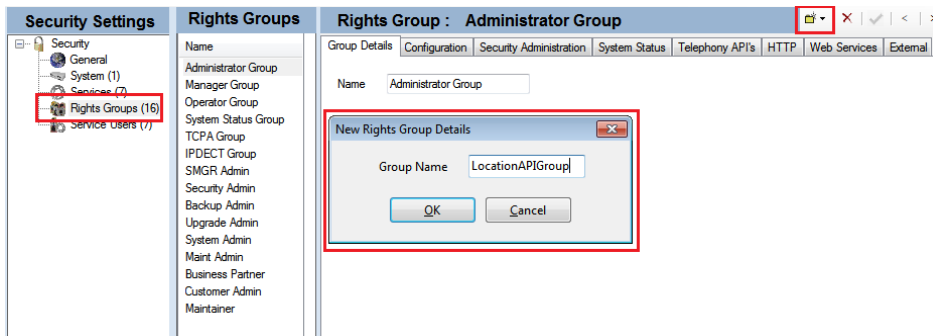 Security Settings
Security
General
System (1)
Services (7)
Rights Groups (16)
Service Users (7)
Rights Groups
Name
Administrator Group
Manager Group
Operator Group
System Status Group
TCPA Group
IPDECT Group
SMGR Admin
Security Admin
Backup Admin
Upgrade Admin
System Admin
Maint Admin
Business Partner
Customer Admin
Maintainer
Rights Group : Administrator Group
Group Details Configuration Security Administration System Status Telephony API's HTTP Web Services External
Name Administrator Group
New Rights Group Details
Group Name LocationAPIGroup
OK Cancel